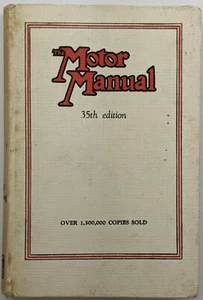 The Motor
Manual
35th edition
OVER 1,500,000 COPIES SOLD